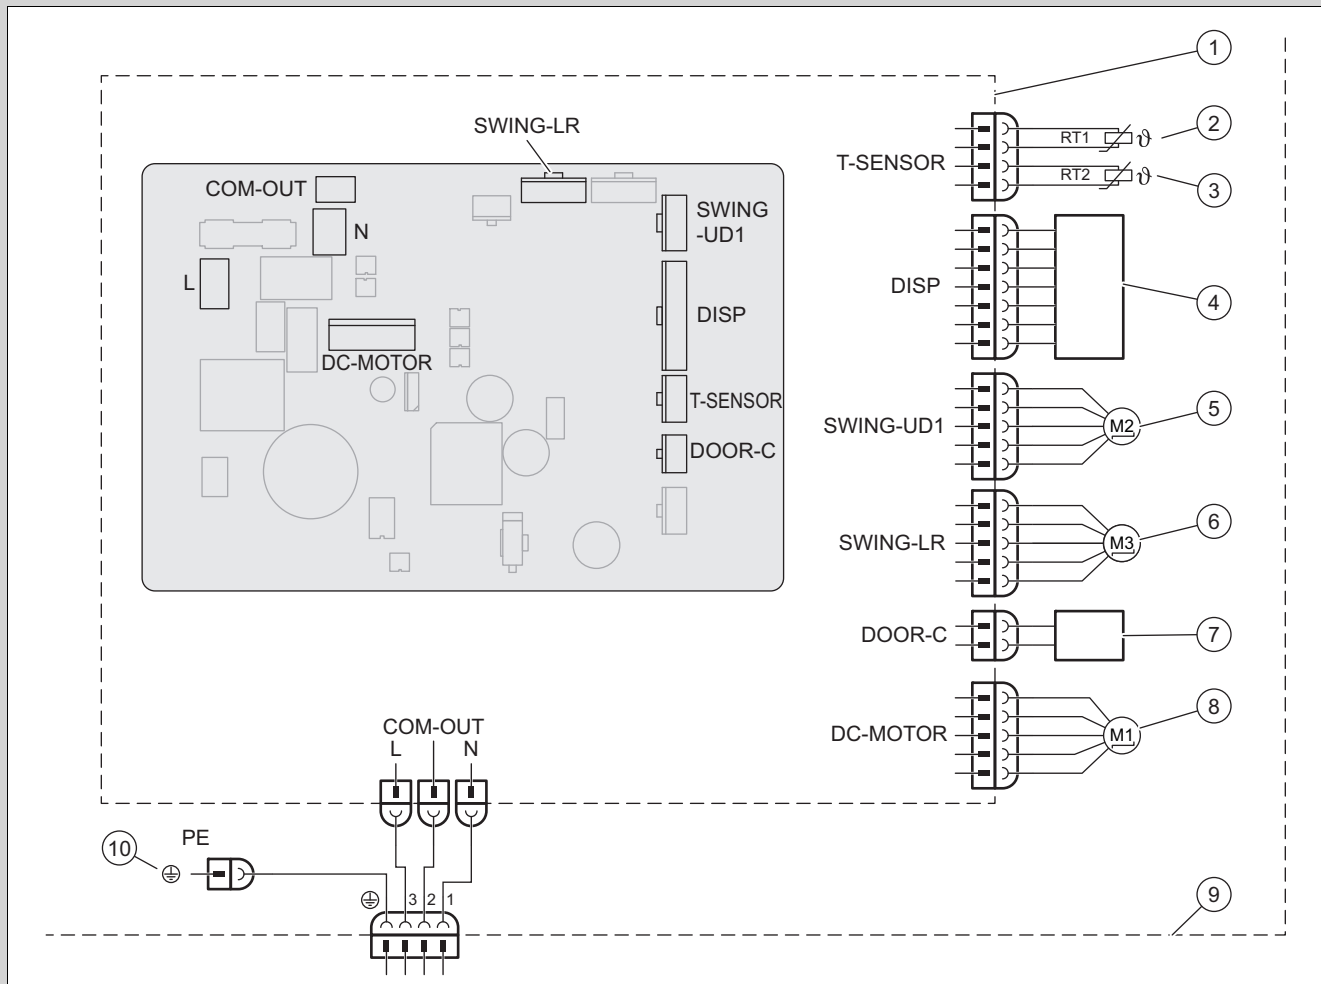 1
SWING-LR
RT1
ϑ
2
T-SENSOR
COM-OUT
RT2
ϑ
3
SWING
-UD1
N
L
DISP
4
DISP
DC-MOTOR
T-SENSOR
5
SWING-UD1
M2
DOOR-C
6
SWING-LR
M3
DOOR-C
7
8
COM-OUT
DC-MOTOR
M1
L
N
PE
10
3
2
1
9